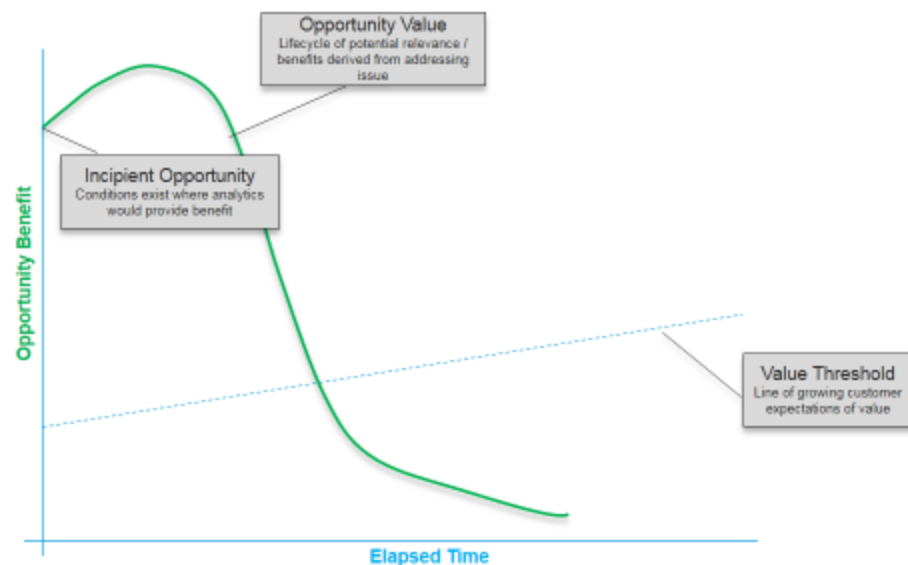 Opportunity Value
Lifecycle of potential relevance /
benefits derived from addressing
issue
Incipient Opportunity
Conditions exist where analytics
would provide benefit
Opportunity Benefit
Value Threshold
Line of growing customer
expectations of value
Elapsed Time